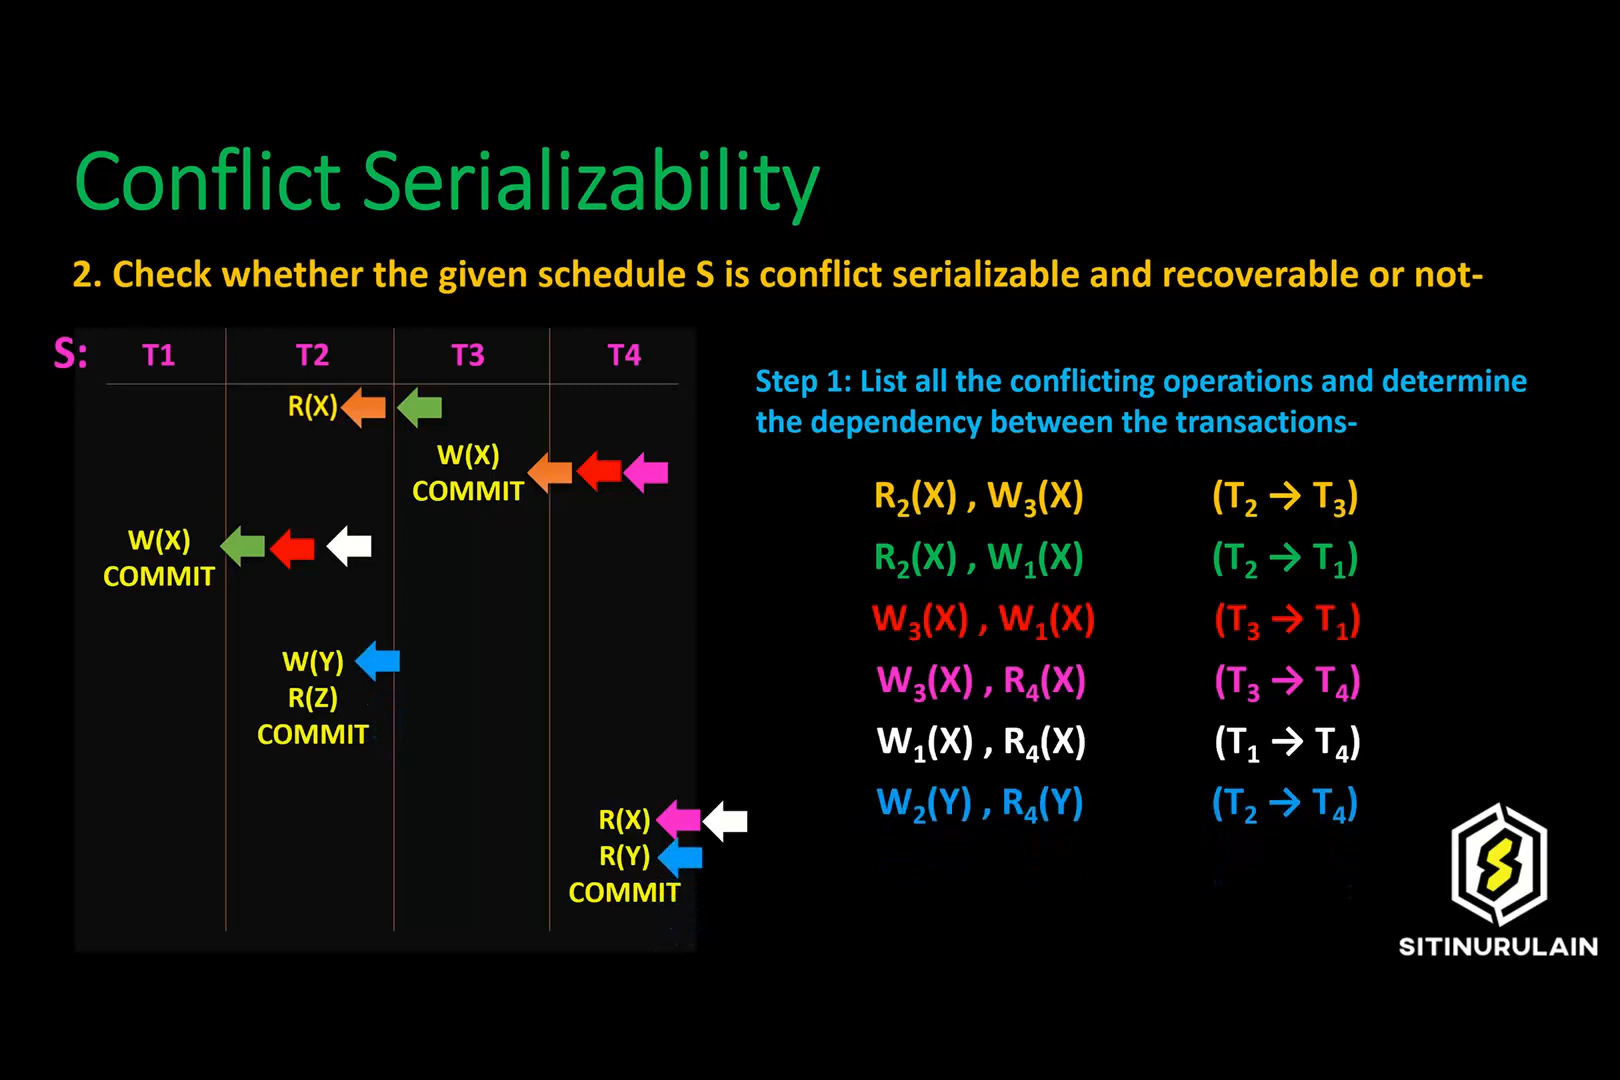 Conflict Serializability
2. Check whether the given schedule S is conflict serializable and recoverable or not-
S:
T1 T2 T3 T4
R(X)
W(X)
COMMIT
W(X)
COMMIT
W(Y)
R(Z)
COMMIT
R(X)
R(Y)
COMMIT
Step 1: List all the conflicting operations and determine
the dependency between the transactions-
R₂(X) , W₃(X) (T₂ → T₃)
R₂(X) , W₁(X) (T₂ → T₁)
W₃(X) , W₁(X) (T₃ → T₁)
W₃(X) , R₄(X) (T₃ → T₄)
W₁(X) , R₄(X) (T₁ → T₄)
W₂(Y) , R₄(Y) (T₂ → T₄)
SITINURULAIN